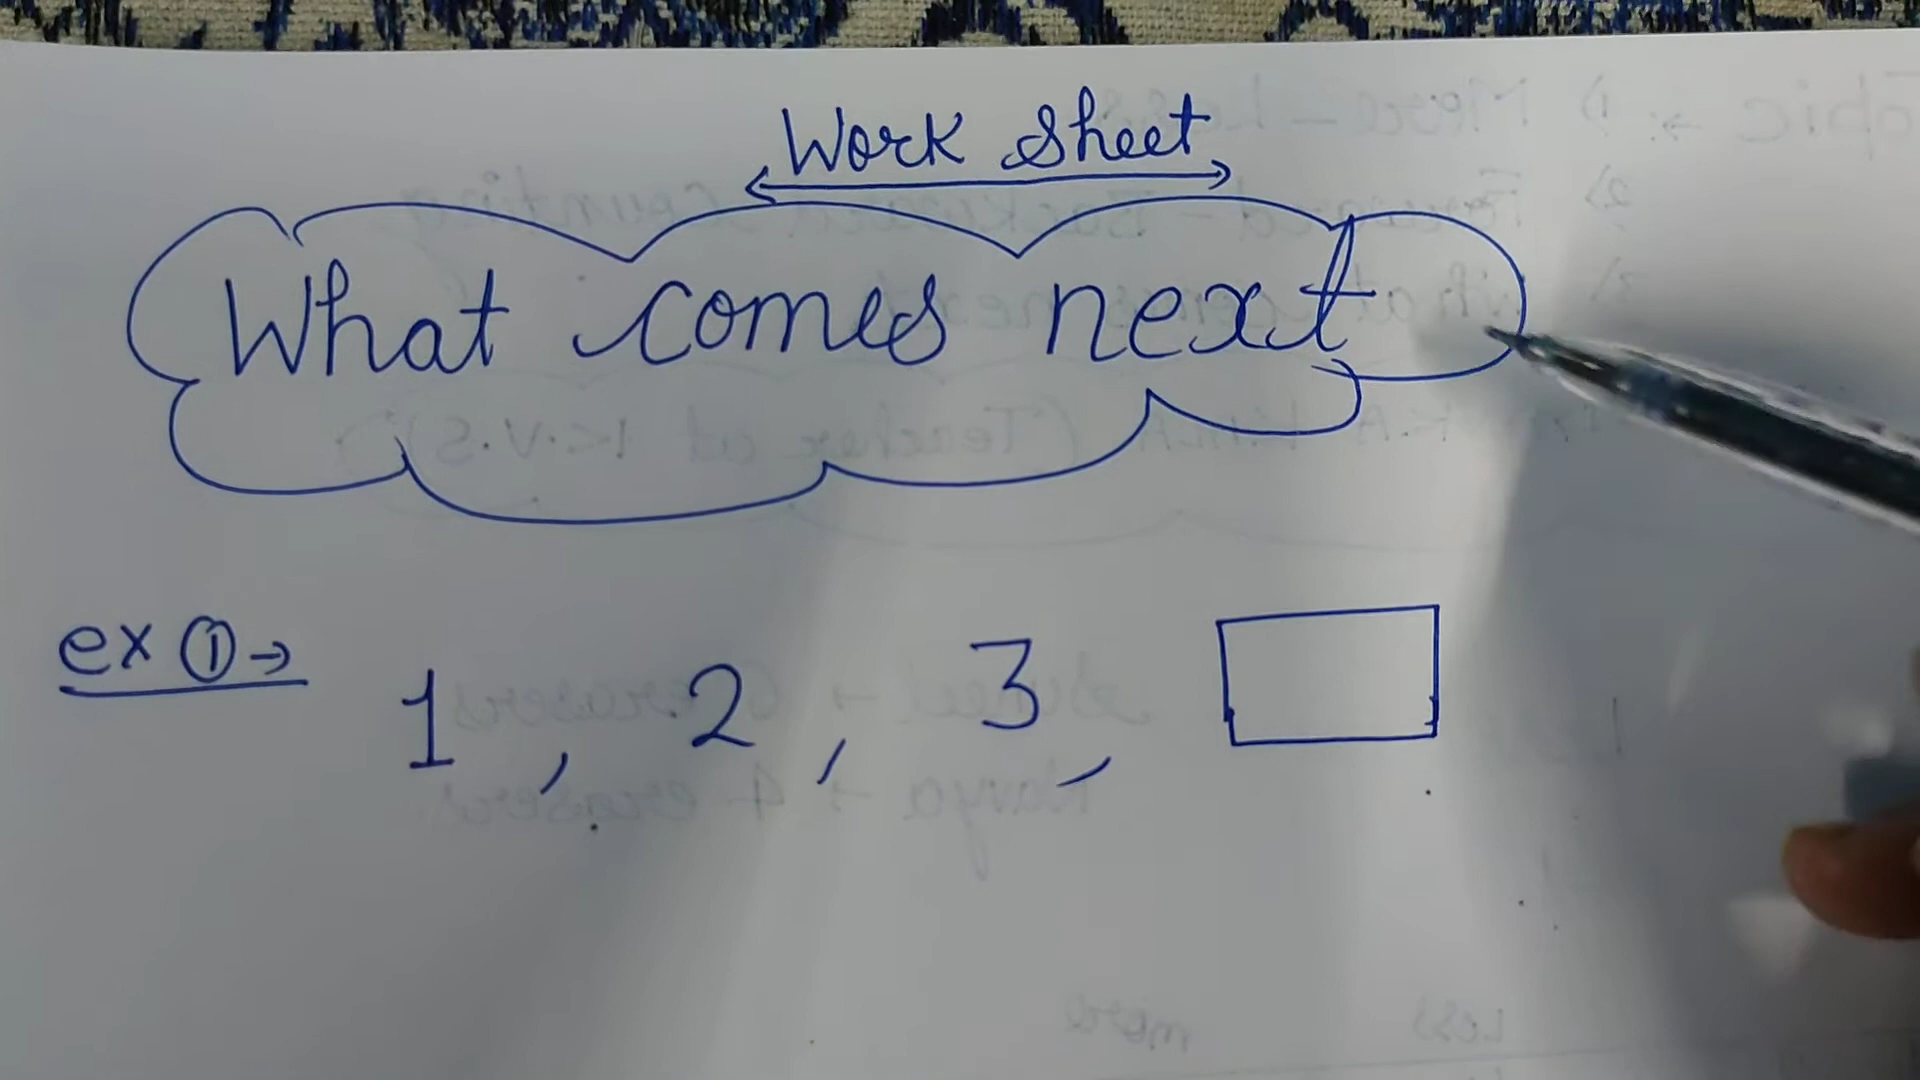 Work Sheet
What comes next
ex ① → 1, 2, 3,